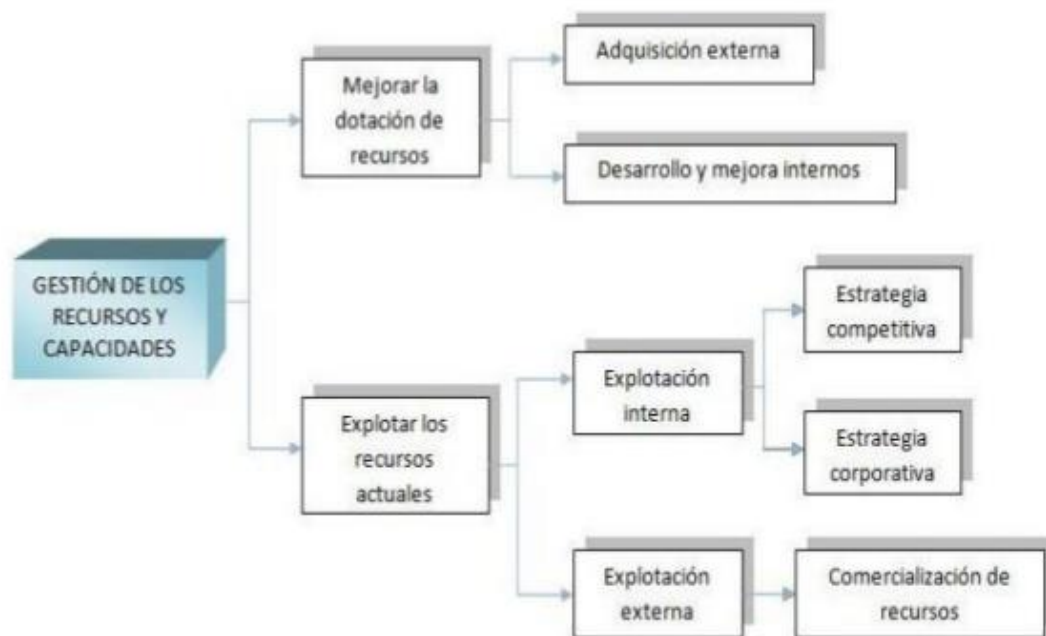 GESTIÓN DE LOS
RECURSOS Y
CAPACIDADES
Mejorar la
dotación de
recursos
Adquisición externa
Desarrollo y mejora internos
Explotar los
recursos
actuales
Explotación
interna
Estrategia
competitiva
Estrategia
corporativa
Explotación
externa
Comercialización de
recursos